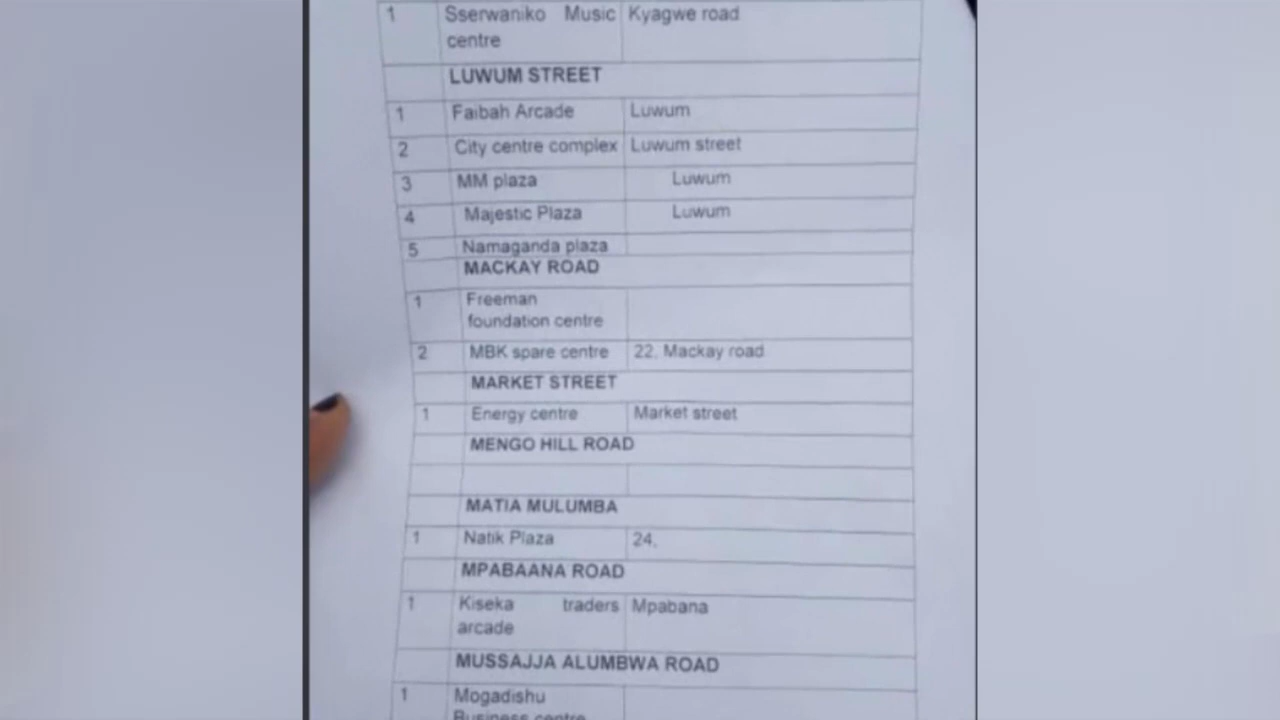 1 Sserwaniko Music Kyagwe road
centre
LUWUM STREET
1 Faibah Arcade Luwum
2 City centre complex Luwum street
3 MM plaza Luwum
4 Majestic Plaza Luwum
5 Namaganda plaza
MACKAY ROAD
1 Freeman
foundation centre
2 MBK spare centre 22, Mackay road
MARKET STREET
1 Energy centre Market street
MENGO HILL ROAD
MATIA MULUMBA
1 Natik Plaza 24,
MPABAANA ROAD
1 Kiseka traders Mpabana
arcade
MUSSAJJA ALUMBWA ROAD
1 Mogadishu
Business centre